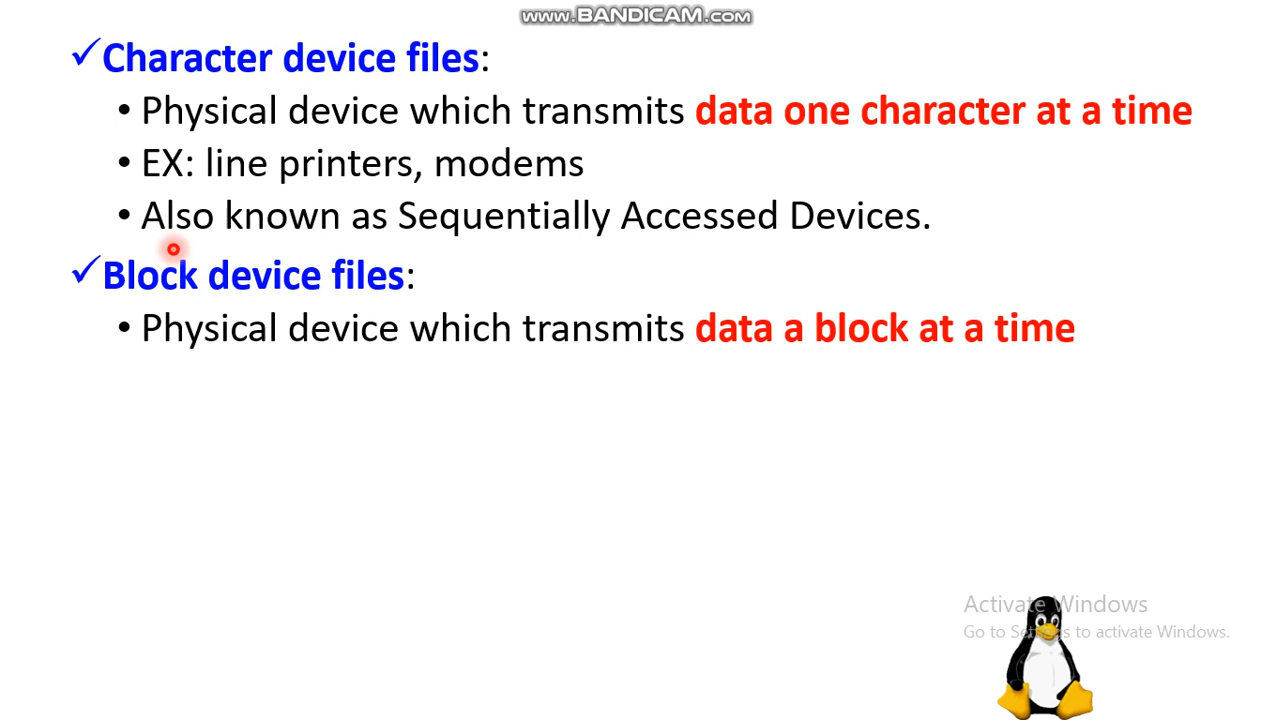 www.BANDICAM.com
✓Character device files:
• Physical device which transmits data one character at a time
• EX: line printers, modems
• Also known as Sequentially Accessed Devices.
✓Block device files:
• Physical device which transmits data a block at a time
Activate Windows
Go to Settings to activate Windows.